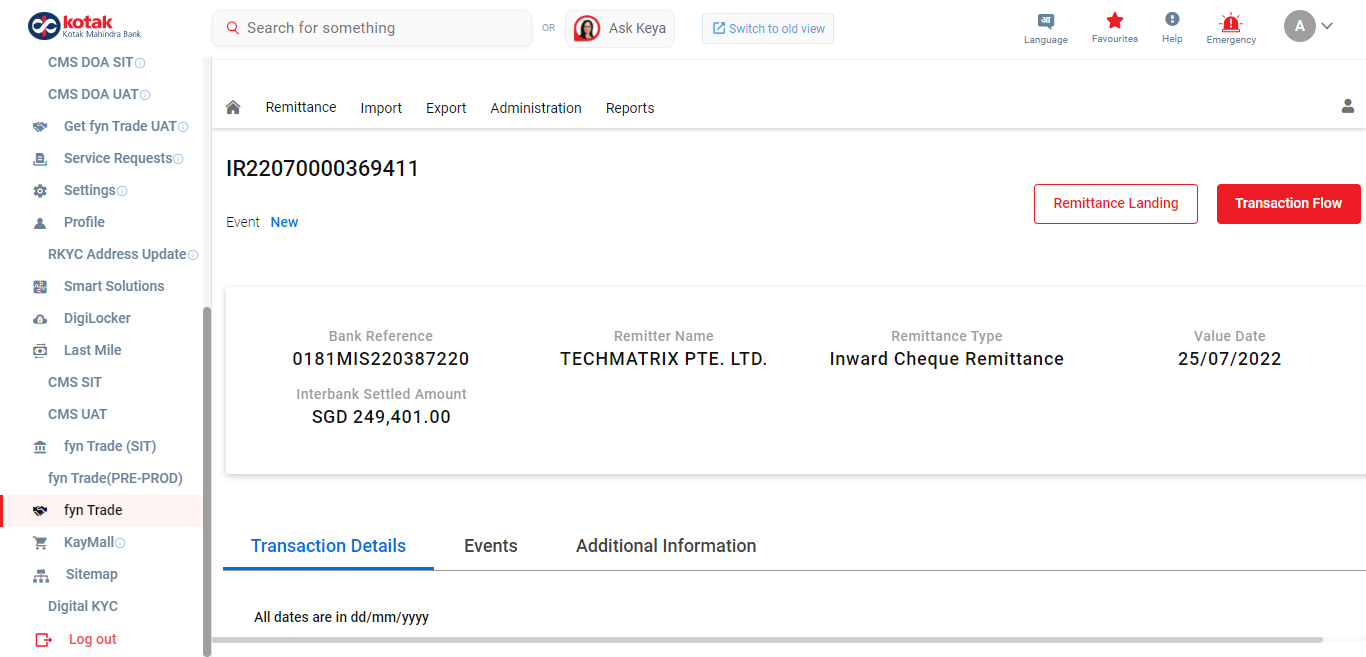 kotak
Kotak Mahindra Bank
Search for something
OR
Ask Keya
Switch to old view
Language
Favourites
Help
Emergency
A
CMS DOA SIT
CMS DOA UAT
Get fyn Trade UAT
Service Requests
Settings
Profile
RKYC Address Update
Smart Solutions
DigiLocker
Last Mile
CMS SIT
CMS UAT
fyn Trade (SIT)
fyn Trade(PRE-PROD)
fyn Trade
KayMall
Sitemap
Digital KYC
Log out
Remittance Import Export Administration Reports
IR22070000369411
Event New
Remittance Landing
Transaction Flow
Bank Reference
0181MIS220387220
Remitter Name
TECHMATRIX PTE. LTD.
Remittance Type
Inward Cheque Remittance
Value Date
25/07/2022
Interbank Settled Amount
SGD 249,401.00
Transaction Details Events Additional Information
All dates are in dd/mm/yyyy